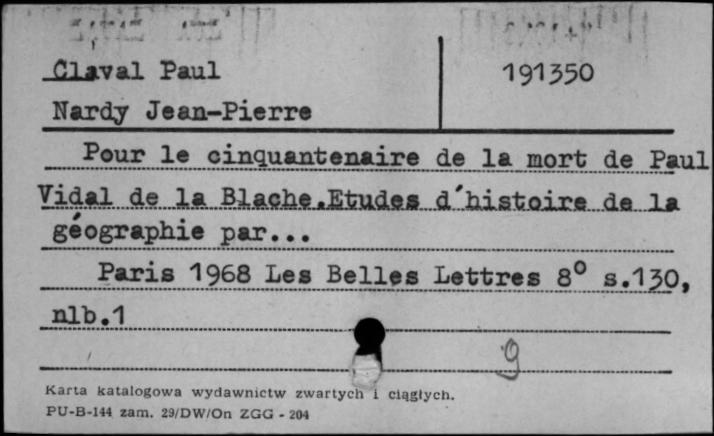 Claval Paul
191350
Nardy Jean-Pierre
Pour le cinquantenaire de la mort de Paul
Vidal de la Blache.Etudes d'histoire de la
géographie par...
Paris 1968 Les Belles Lettres 8° s.130,
nlb.1
g
Karta katalogowa wydawnictw zwartych i ciągłych.
PU-B-144 zam. 29/DW/On ZGG - 204